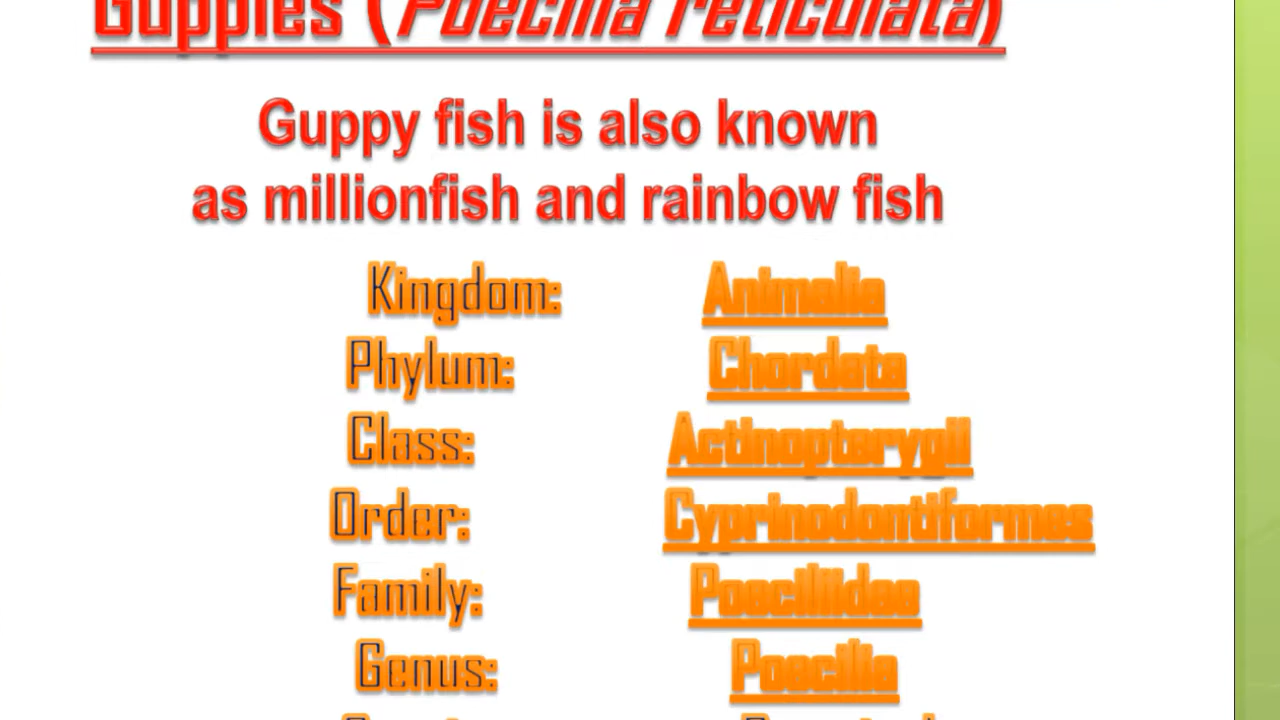 Guppies (Poecilia reticulata)
Guppy fish is also known
as millionfish and rainbow fish
Kingdom: Animalia
Phylum: Chordata
Class: Actinopterygii
Order: Cyprinodontiformes
Family: Poeciliidae
Genus: Poecilia